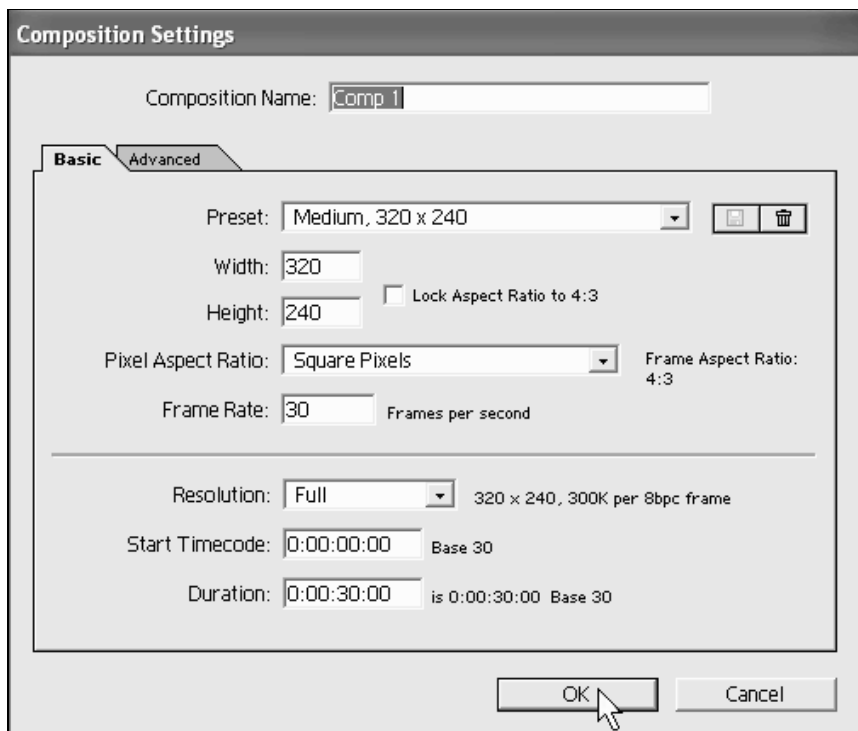 Composition Settings
Composition Name: Comp 1
Basic Advanced
Preset: Medium, 320 x 240
Width: 320
Lock Aspect Ratio to 4:3
Height: 240
Pixel Aspect Ratio: Square Pixels Frame Aspect Ratio:
4:3
Frame Rate: 30 Frames per second
Resolution: Full 320 x 240, 300K per 8bpc frame
Start Timecode: 0:00:00:00 Base 30
Duration: 0:00:30:00 is 0:00:30:00 Base 30
OK Cancel